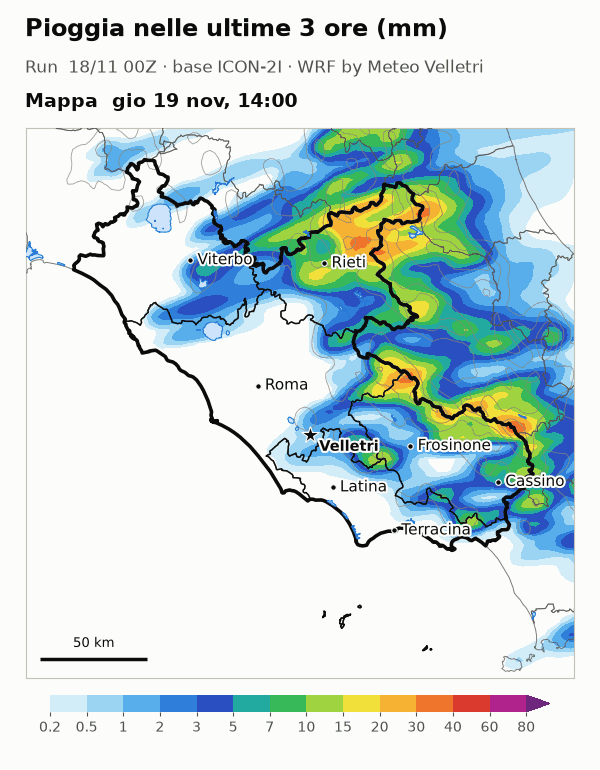 Pioggia nelle ultime 3 ore (mm)
Run  18/11 00Z · base ICON-2I · WRF by Meteo Velletri
Mappa  gio 19 nov, 14:00
Viterbo
Rieti
Roma
Velletri
Frosinone
Latina
Cassino
Terracina
50 km
0.2 0.5 1 2 3 5 7 10 15 20 30 40 60 80